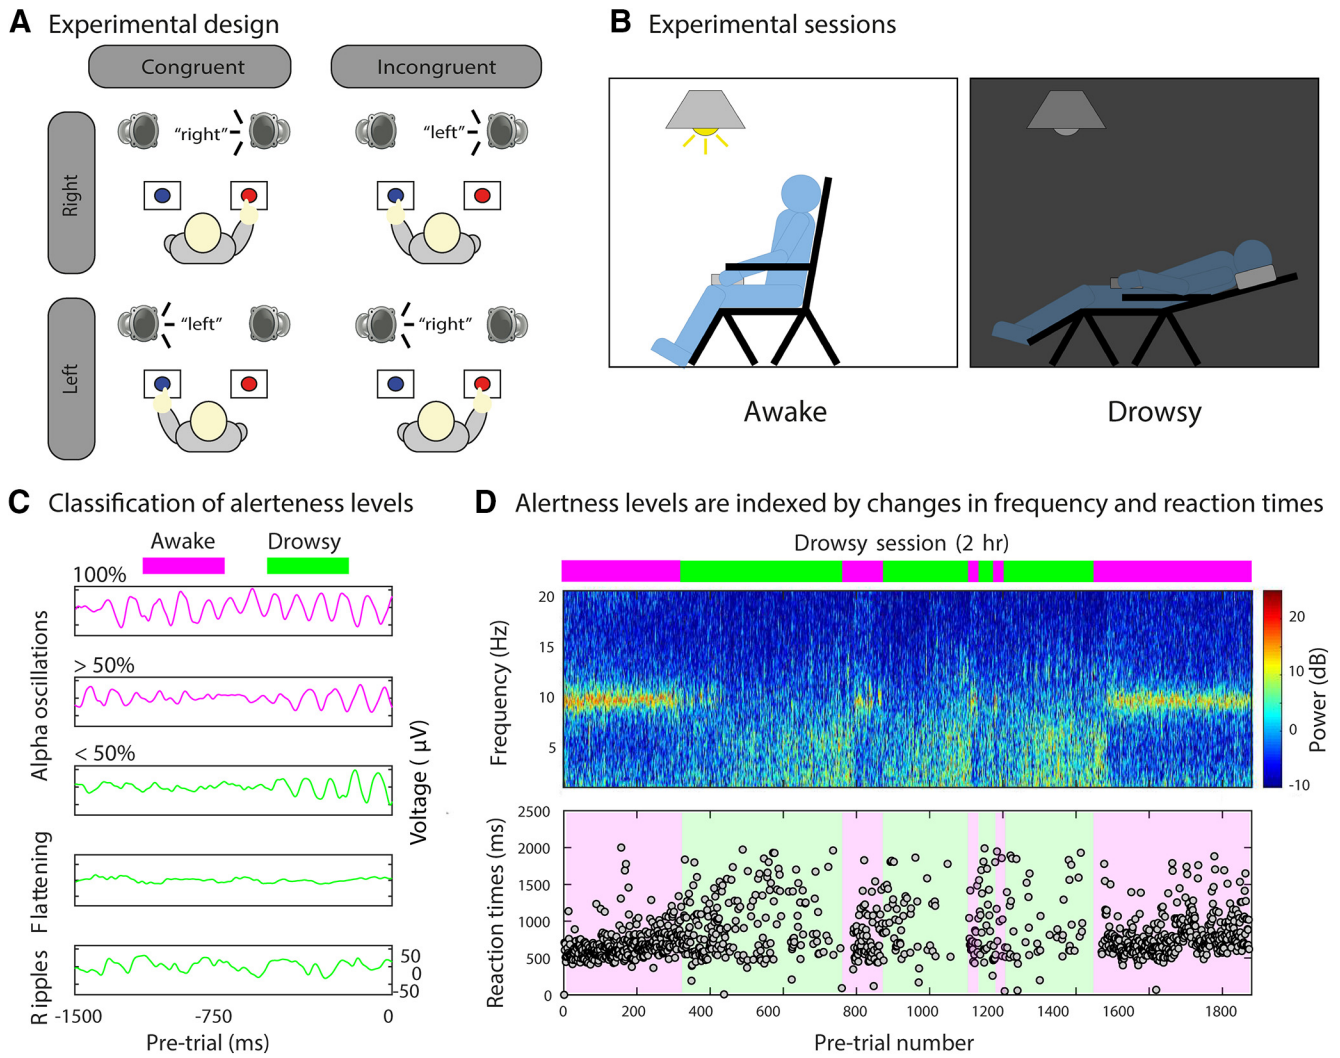 A Experimental design
Congruent
Incongruent
Right
“right”
“left”
Left
“left”
“right”
B Experimental sessions
Awake
Drowsy
C Classification of alerteness levels
Awake
Drowsy
100%
> 50%
< 50%
Alpha oscillations
Flattening
Ripples
Voltage ( µV)
50
0
-50
-1500
-750
0
Pre-trial (ms)
D Alertness levels are indexed by changes in frequency and reaction times
Drowsy session (2 hr)
Frequency (Hz)
20
15
10
5
20
10
0
-10
Power (dB)
Reaction times (ms)
2500
2000
1500
1000
500
0
0
200
400
600
800
1000
1200
1400
1600
1800
Pre-trial number